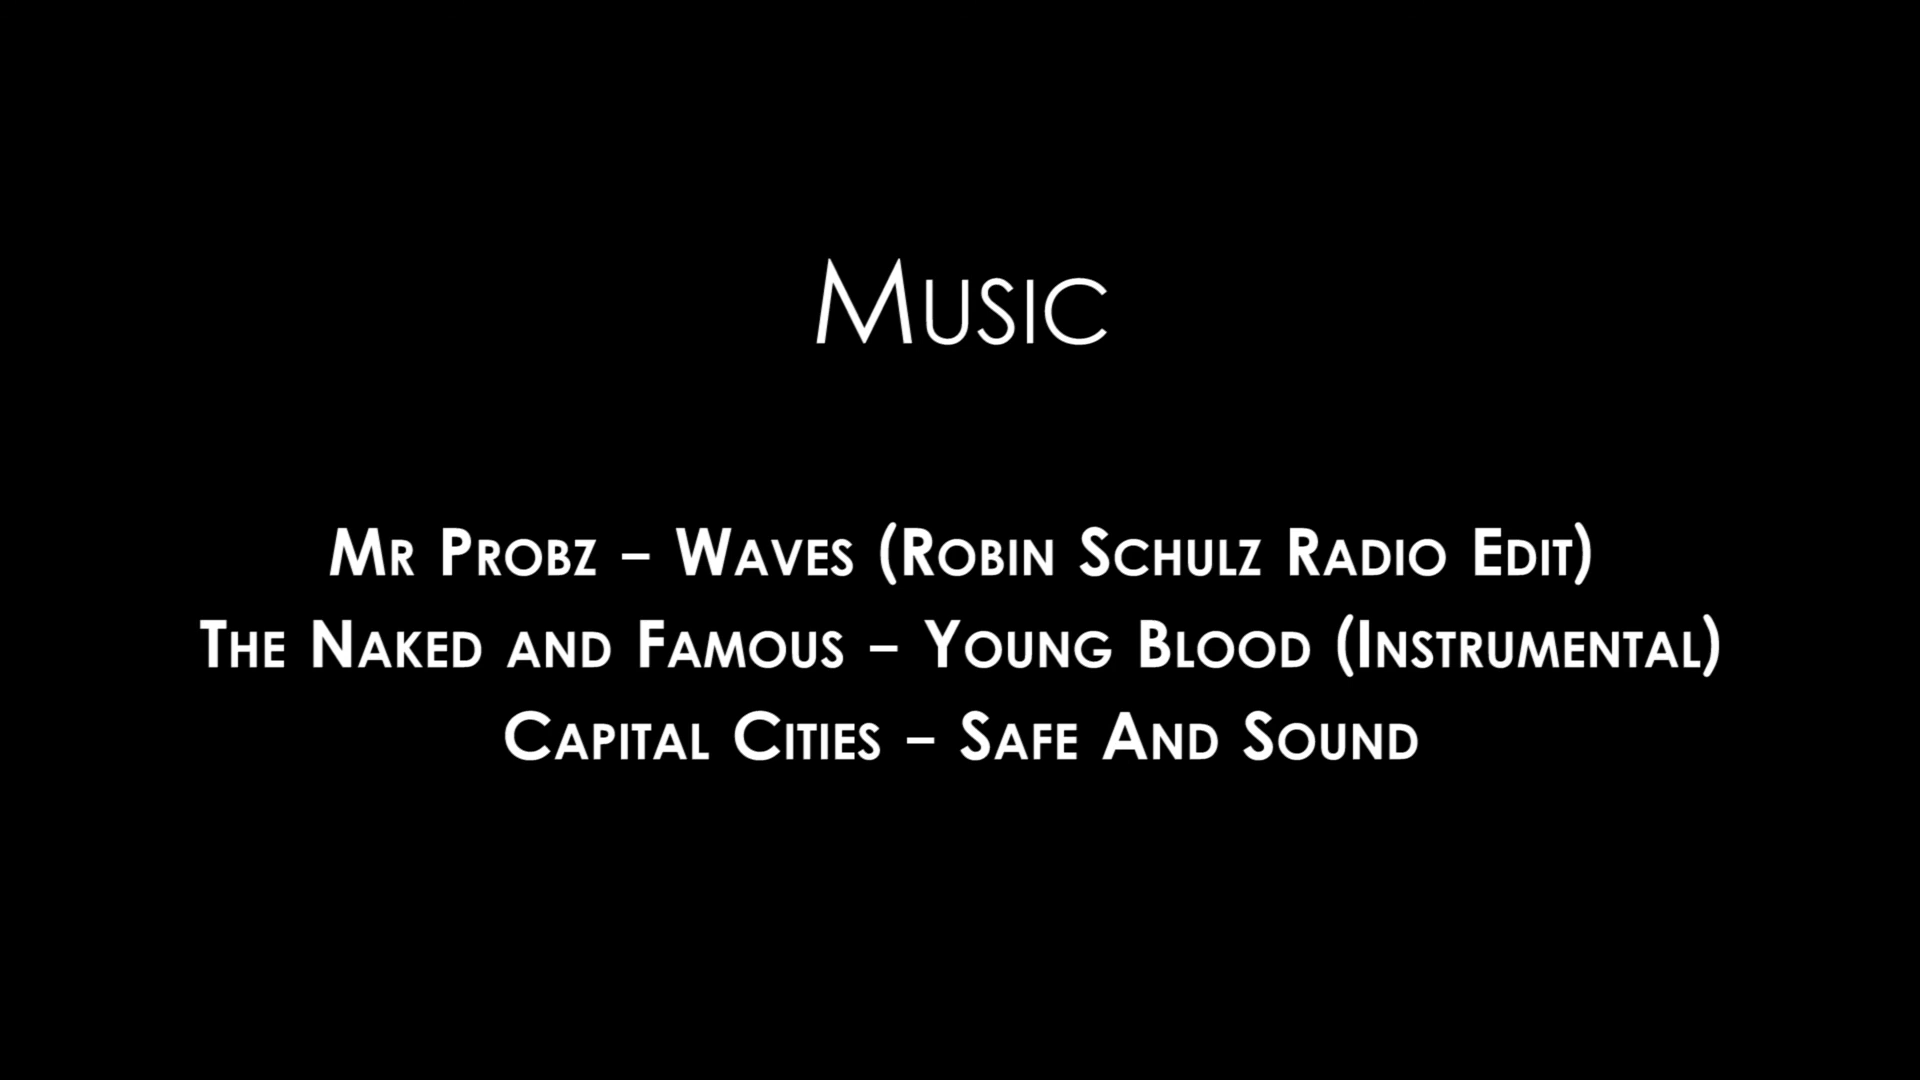 Music
Mr Probz – Waves (Robin Schulz Radio Edit)
The Naked and Famous – Young Blood (Instrumental)
Capital Cities – Safe And Sound